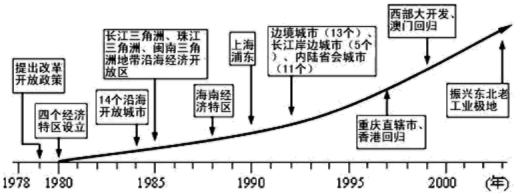 提出改革
开放政策
四个经济
特区设立
14个沿海
开放城市
长江三角洲、珠江
三角洲、闽南三角
洲地带沿海经济开
放区
海南经
济特区
上海
浦东
边境城市(13个)、
长江岸边城市(5个
)、内陆省会城市
(11个)
重庆直辖市、
香港回归
西部大开发、
澳门回归
振兴东北老
工业极地
1978 1980 1985 1990 1995 2000 (年)